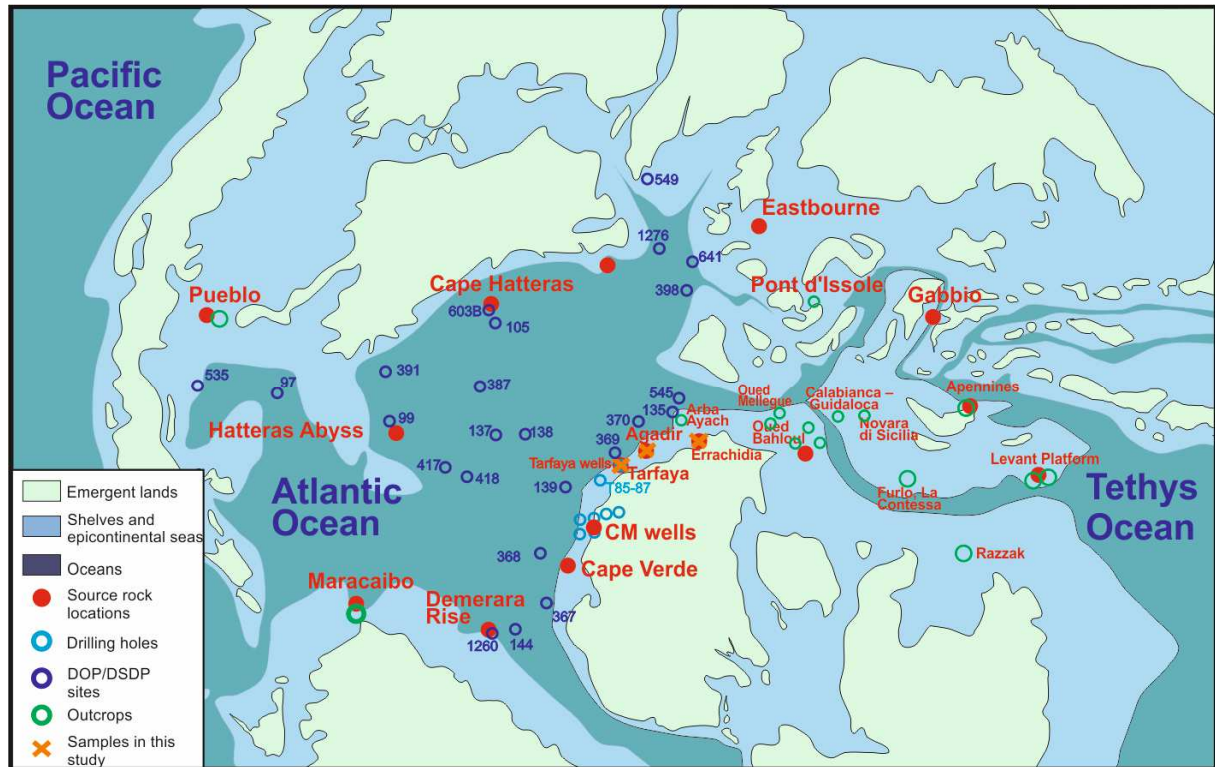 Pacific
Ocean
549
Eastbourne
1276
641
Cape Hatteras
398
Pont d'Issole
Gabbio
Pueblo
603B
105
535
97
391
387
545
135
Arba-
Ayach
Oued
Mellegue
Calabianca –
Guidaloca
Apennines
99
Hatteras Abyss
137
138
370
369
Agadir
Errachidia
Oued
Bahloul
Novara
di Sicilia
Tarfaya wells
Tarfaya
417
418
139
T85-87
Levant Platform
Furlo, La
Contessa
Atlantic
Ocean
Tethys
Ocean
CM wells
368
Cape Verde
Razzak
Maracaibo
Demerara
Rise
367
1260
144
Emergent lands
Shelves and
epicontinental seas
Oceans
Source rock
locations
Drilling holes
DOP/DSDP
sites
Outcrops
Samples in this
study